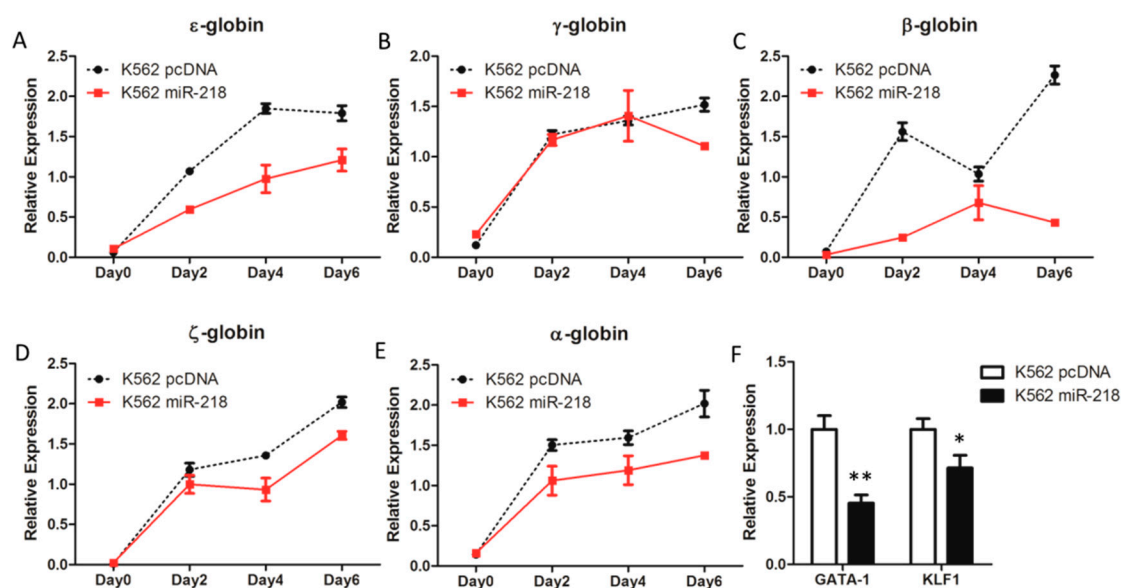 A
ε-globin
Relative Expression
2.5
2.0
1.5
1.0
0.5
0.0
K562 pcDNA
K562 miR-218
Day0 Day2 Day4 Day6
B
γ-globin
Relative Expression
2.0
1.5
1.0
0.5
0.0
K562 pcDNA
K562 miR-218
Day0 Day2 Day4 Day6
C
β-globin
Relative Expression
2.5
2.0
1.5
1.0
0.5
0.0
K562 pcDNA
K562 miR-218
Day0 Day2 Day4 Day6
D
ζ-globin
Relative Expression
2.5
2.0
1.5
1.0
0.5
0.0
K562 pcDNA
K562 miR-218
Day0 Day2 Day4 Day6
E
α-globin
Relative Expression
2.5
2.0
1.5
1.0
0.5
0.0
K562 pcDNA
K562 miR-218
Day0 Day2 Day4 Day6
F
Relative Expression
1.5
1.0
0.5
0.0
K562 pcDNA
K562 miR-218
**
*
GATA-1 KLF1